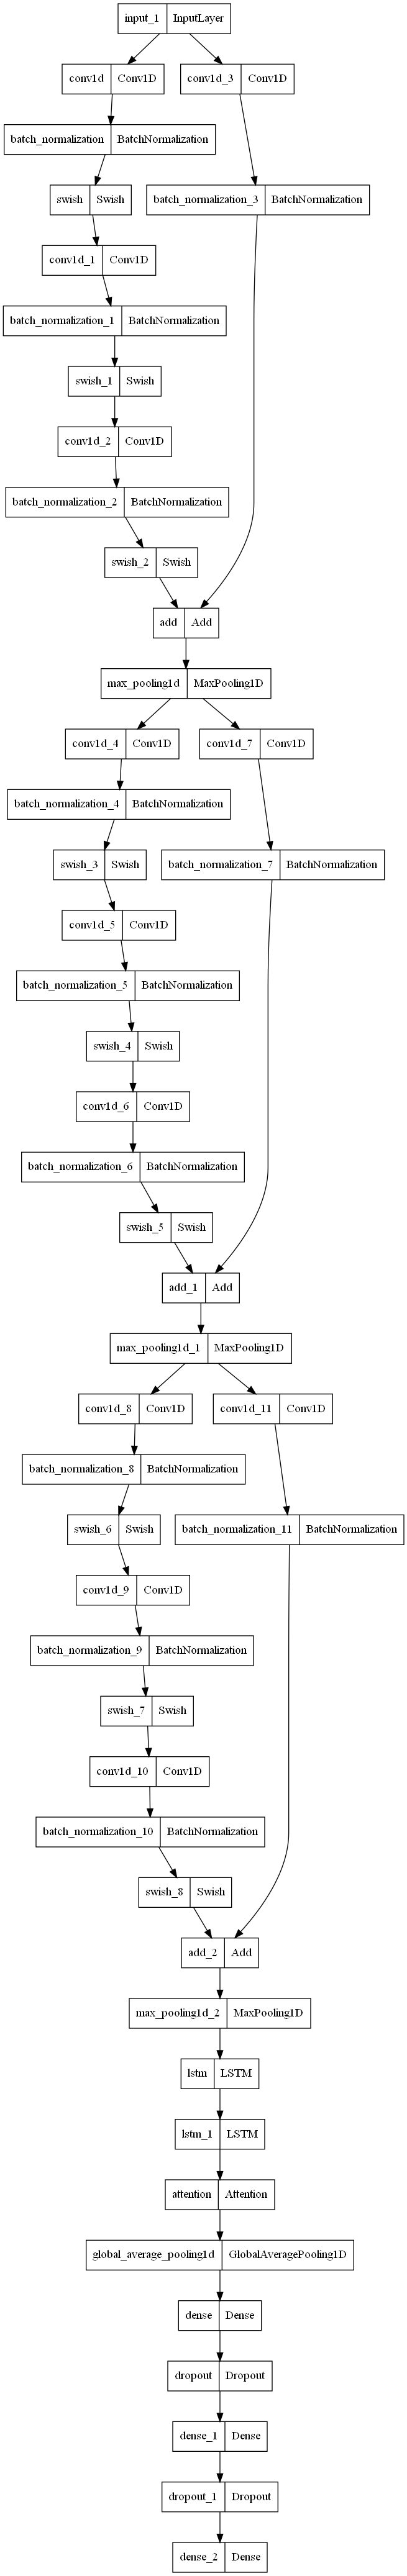 input_1 InputLayer
conv1d Conv1D conv1d_3 Conv1D
batch_normalization BatchNormalization
swish Swish batch_normalization_3 BatchNormalization
conv1d_1 Conv1D
batch_normalization_1 BatchNormalization
swish_1 Swish
conv1d_2 Conv1D
batch_normalization_2 BatchNormalization
swish_2 Swish
add Add
max_pooling1d MaxPooling1D
conv1d_4 Conv1D conv1d_7 Conv1D
batch_normalization_4 BatchNormalization
swish_3 Swish batch_normalization_7 BatchNormalization
conv1d_5 Conv1D
batch_normalization_5 BatchNormalization
swish_4 Swish
conv1d_6 Conv1D
batch_normalization_6 BatchNormalization
swish_5 Swish
add_1 Add
max_pooling1d_1 MaxPooling1D
conv1d_8 Conv1D conv1d_11 Conv1D
batch_normalization_8 BatchNormalization
swish_6 Swish batch_normalization_11 BatchNormalization
conv1d_9 Conv1D
batch_normalization_9 BatchNormalization
swish_7 Swish
conv1d_10 Conv1D
batch_normalization_10 BatchNormalization
swish_8 Swish
add_2 Add
max_pooling1d_2 MaxPooling1D
lstm LSTM
lstm_1 LSTM
attention Attention
global_average_pooling1d GlobalAveragePooling1D
dense Dense
dropout Dropout
dense_1 Dense
dropout_1 Dropout
dense_2 Dense